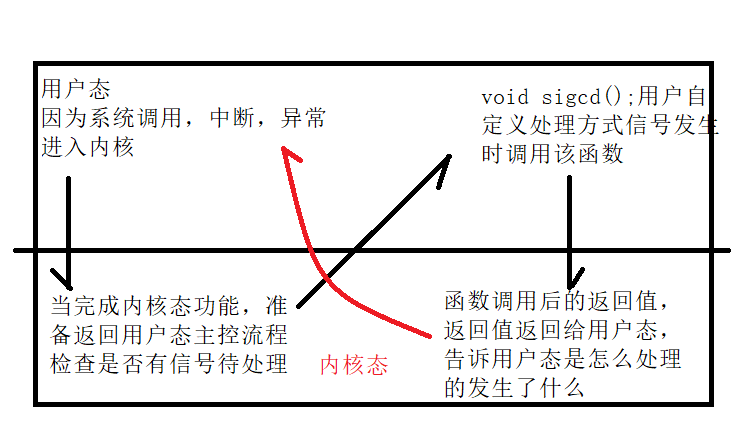 用户态
因为系统调用，中断，异常
进入内核
void sigcd();用户自
定义处理方式信号发生
时调用该函数
当完成内核态功能，准
备返回用户态主控流程
检查是否有信号待处理
内核态
函数调用后的返回值，
返回值返回给用户态，
告诉用户态是怎么处理
的发生了什么